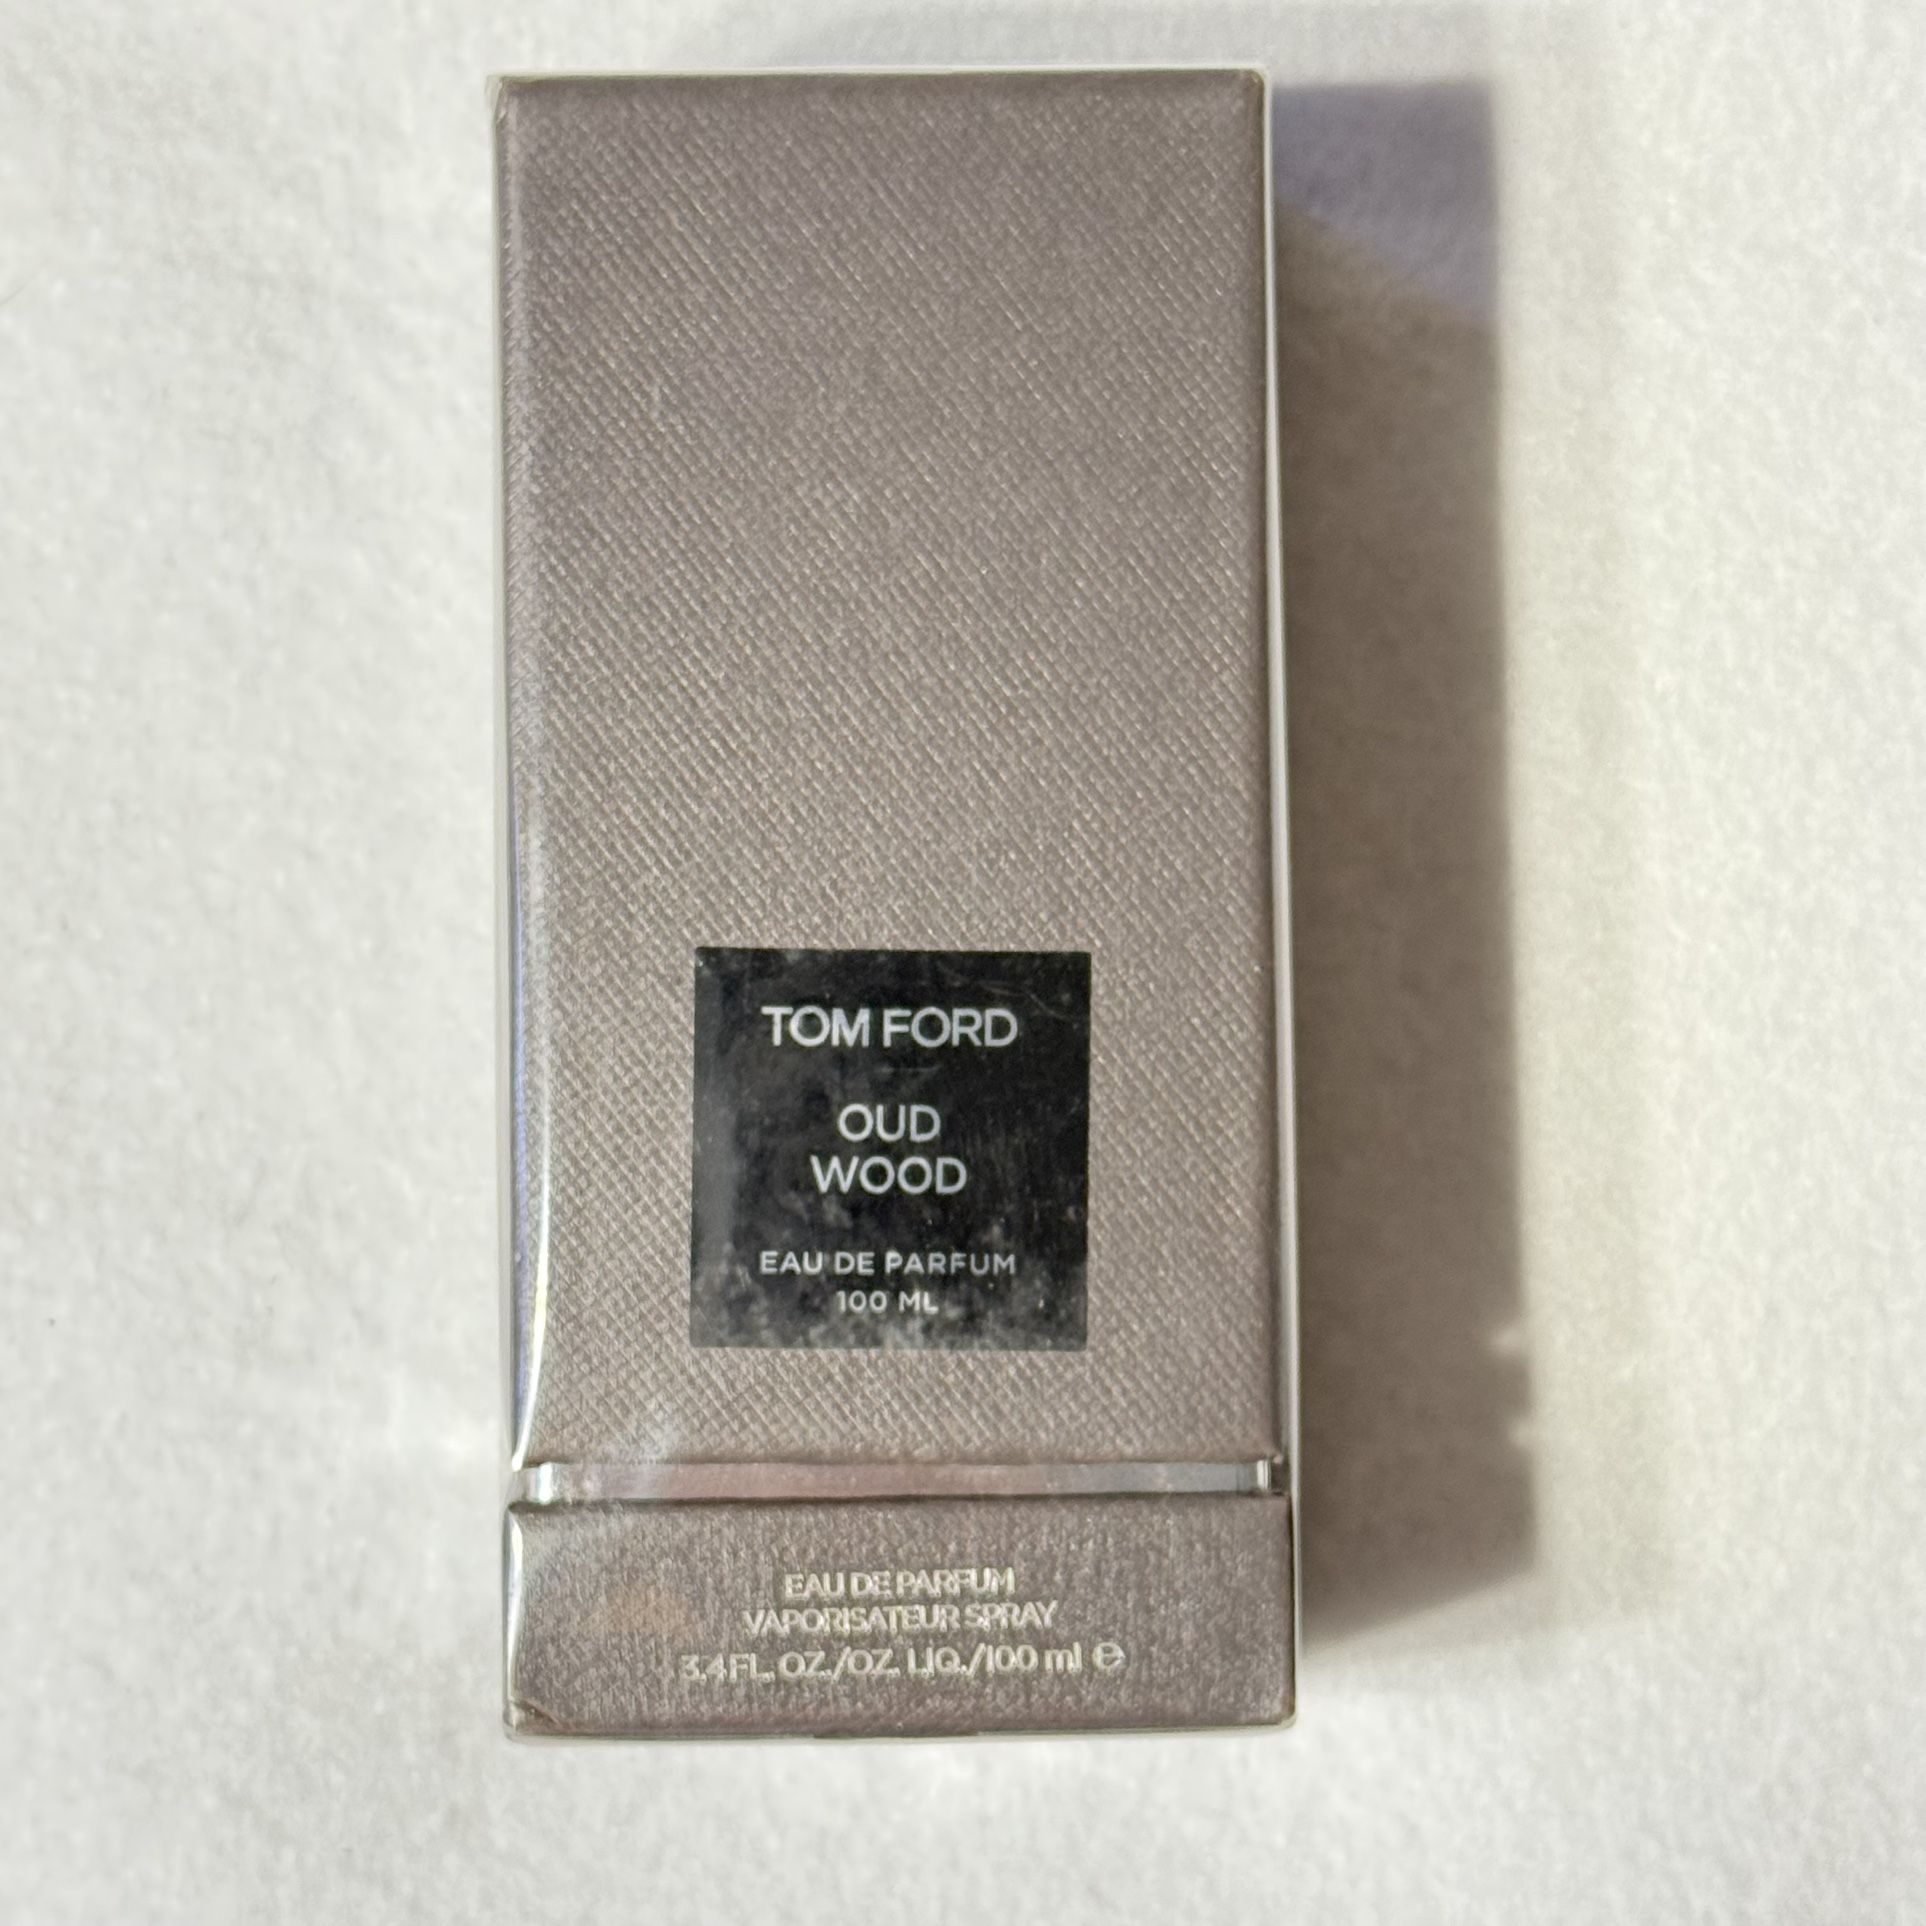 TOM FORD
OUD
WOOD
EAU DE PARFUM
100 ML
EAU DE PARFUM
VAPORISATEUR SPRAY
3.4 FL. OZ./OZ. LIQ./100 ml ℮